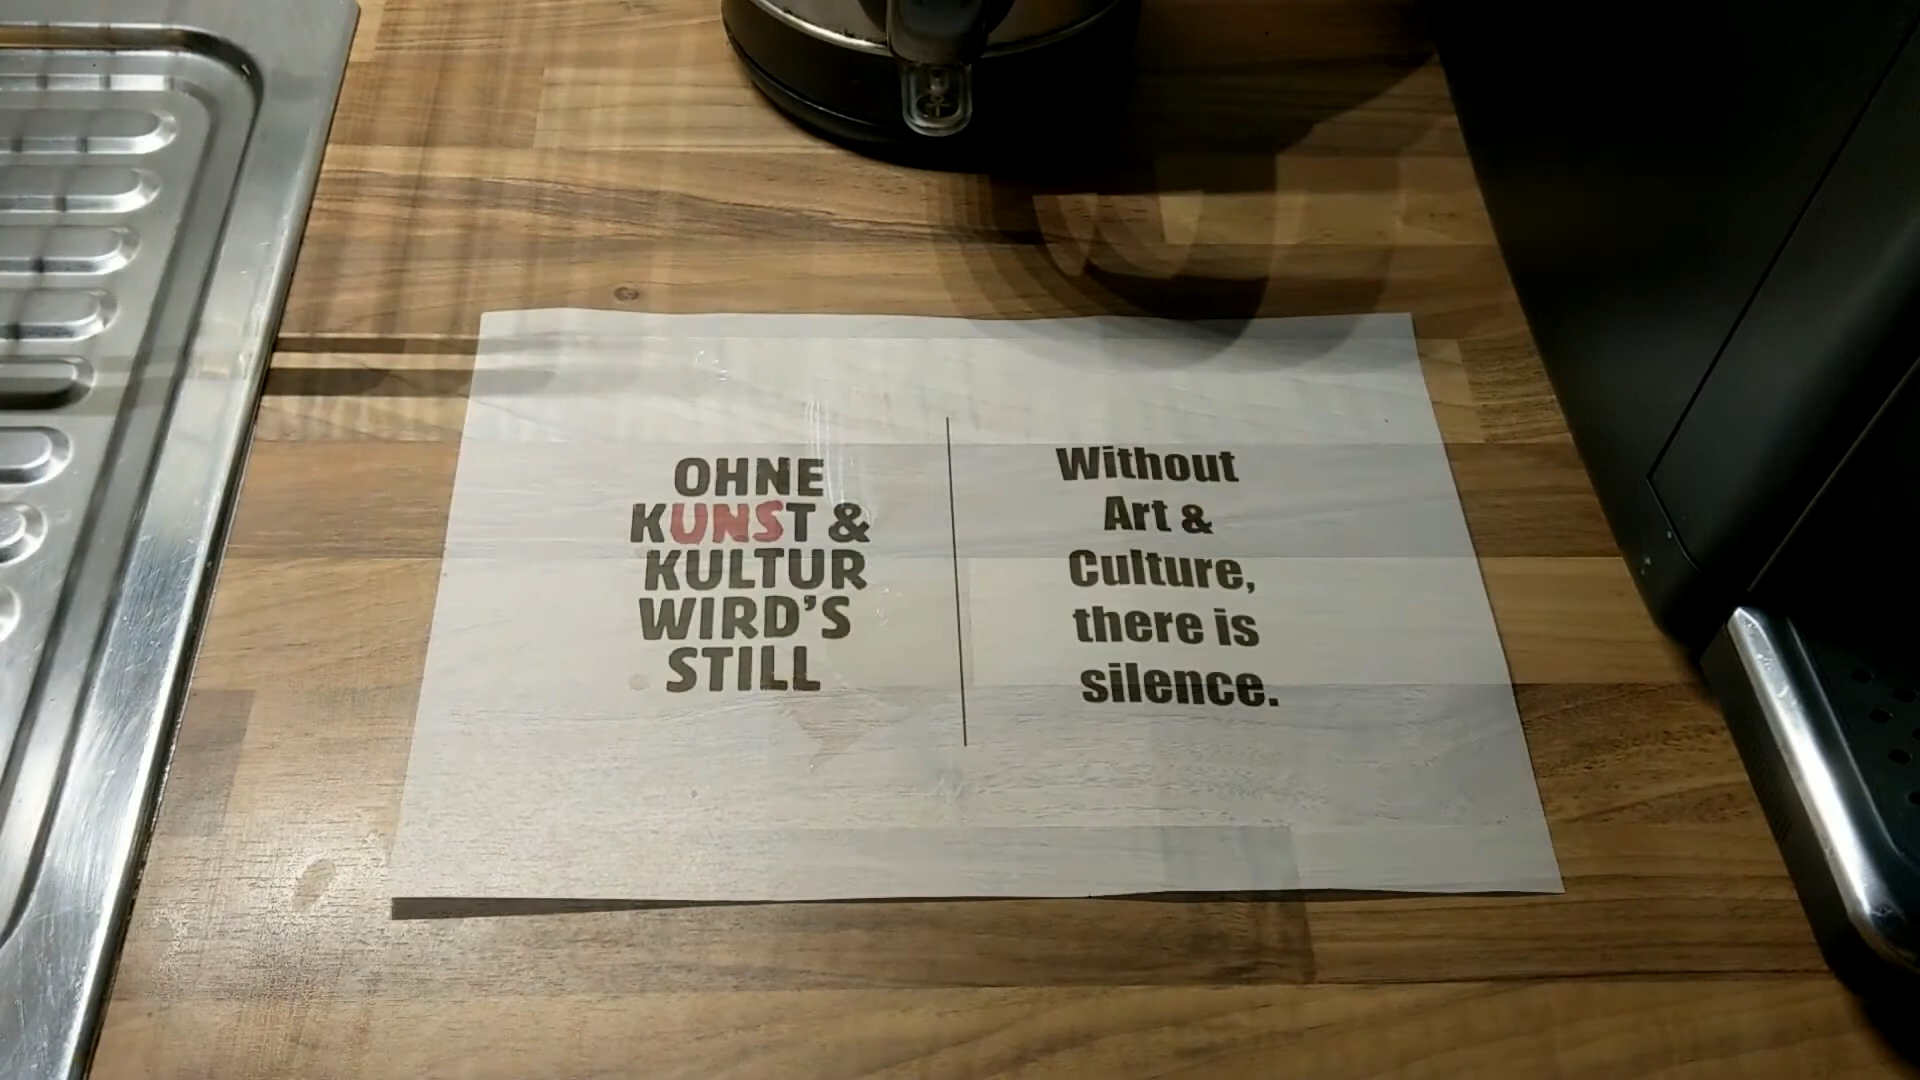 OHNE
KUNST &
KULTUR
WIRD'S
STILL
Without
Art &
Culture,
there is
silence.